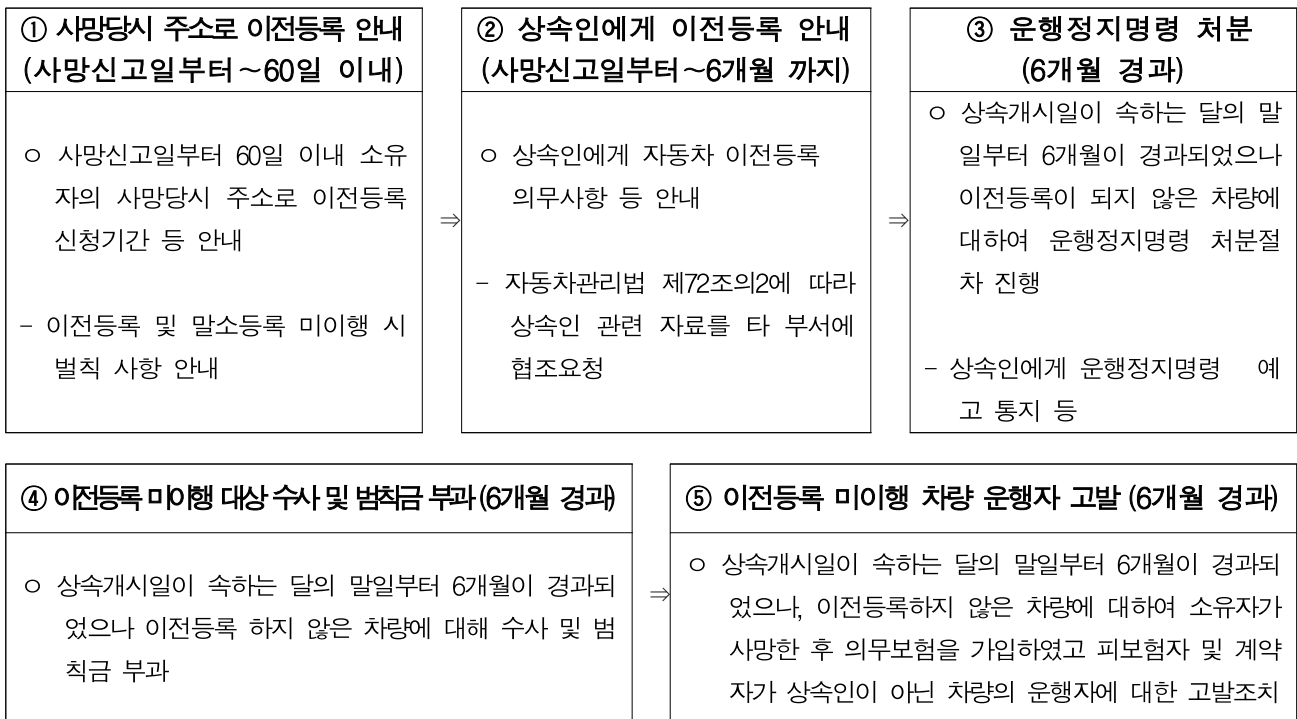 ① 사망당시 주소로 이전등록 안내
(사망신고일부터~60일 이내)
ㅇ 사망신고일부터 60일 이내 소유
자의 사망당시 주소로 이전등록
신청기간 등 안내
- 이전등록 및 말소등록 미이행 시
벌칙 사항 안내
⇒
② 상속인에게 이전등록 안내
(사망신고일부터~6개월 까지)
ㅇ 상속인에게 자동차 이전등록
의무사항 등 안내
- 자동차관리법 제72조의2에 따라
상속인 관련 자료를 타 부서에
협조요청
⇒
③ 운행정지명령 처분
(6개월 경과)
ㅇ 상속개시일이 속하는 달의 말
일부터 6개월이 경과되었으나
이전등록이 되지 않은 차량에
대하여 운행정지명령 처분절
차 진행
- 상속인에게 운행정지명령 예
고 통지 등
④ 이전등록 미이행 대상 수사 및 범칙금 부과(6개월 경과)
ㅇ 상속개시일이 속하는 달의 말일부터 6개월이 경과되
었으나 이전등록 하지 않은 차량에 대해 수사 및 범
칙금 부과
⇒
⑤ 이전등록 미이행 차량 운행자 고발 (6개월 경과)
ㅇ 상속개시일이 속하는 달의 말일부터 6개월이 경과되
었으나, 이전등록하지 않은 차량에 대하여 소유자가
사망한 후 의무보험을 가입하였고 피보험자 및 계약
자가 상속인이 아닌 차량의 운행자에 대한 고발조치